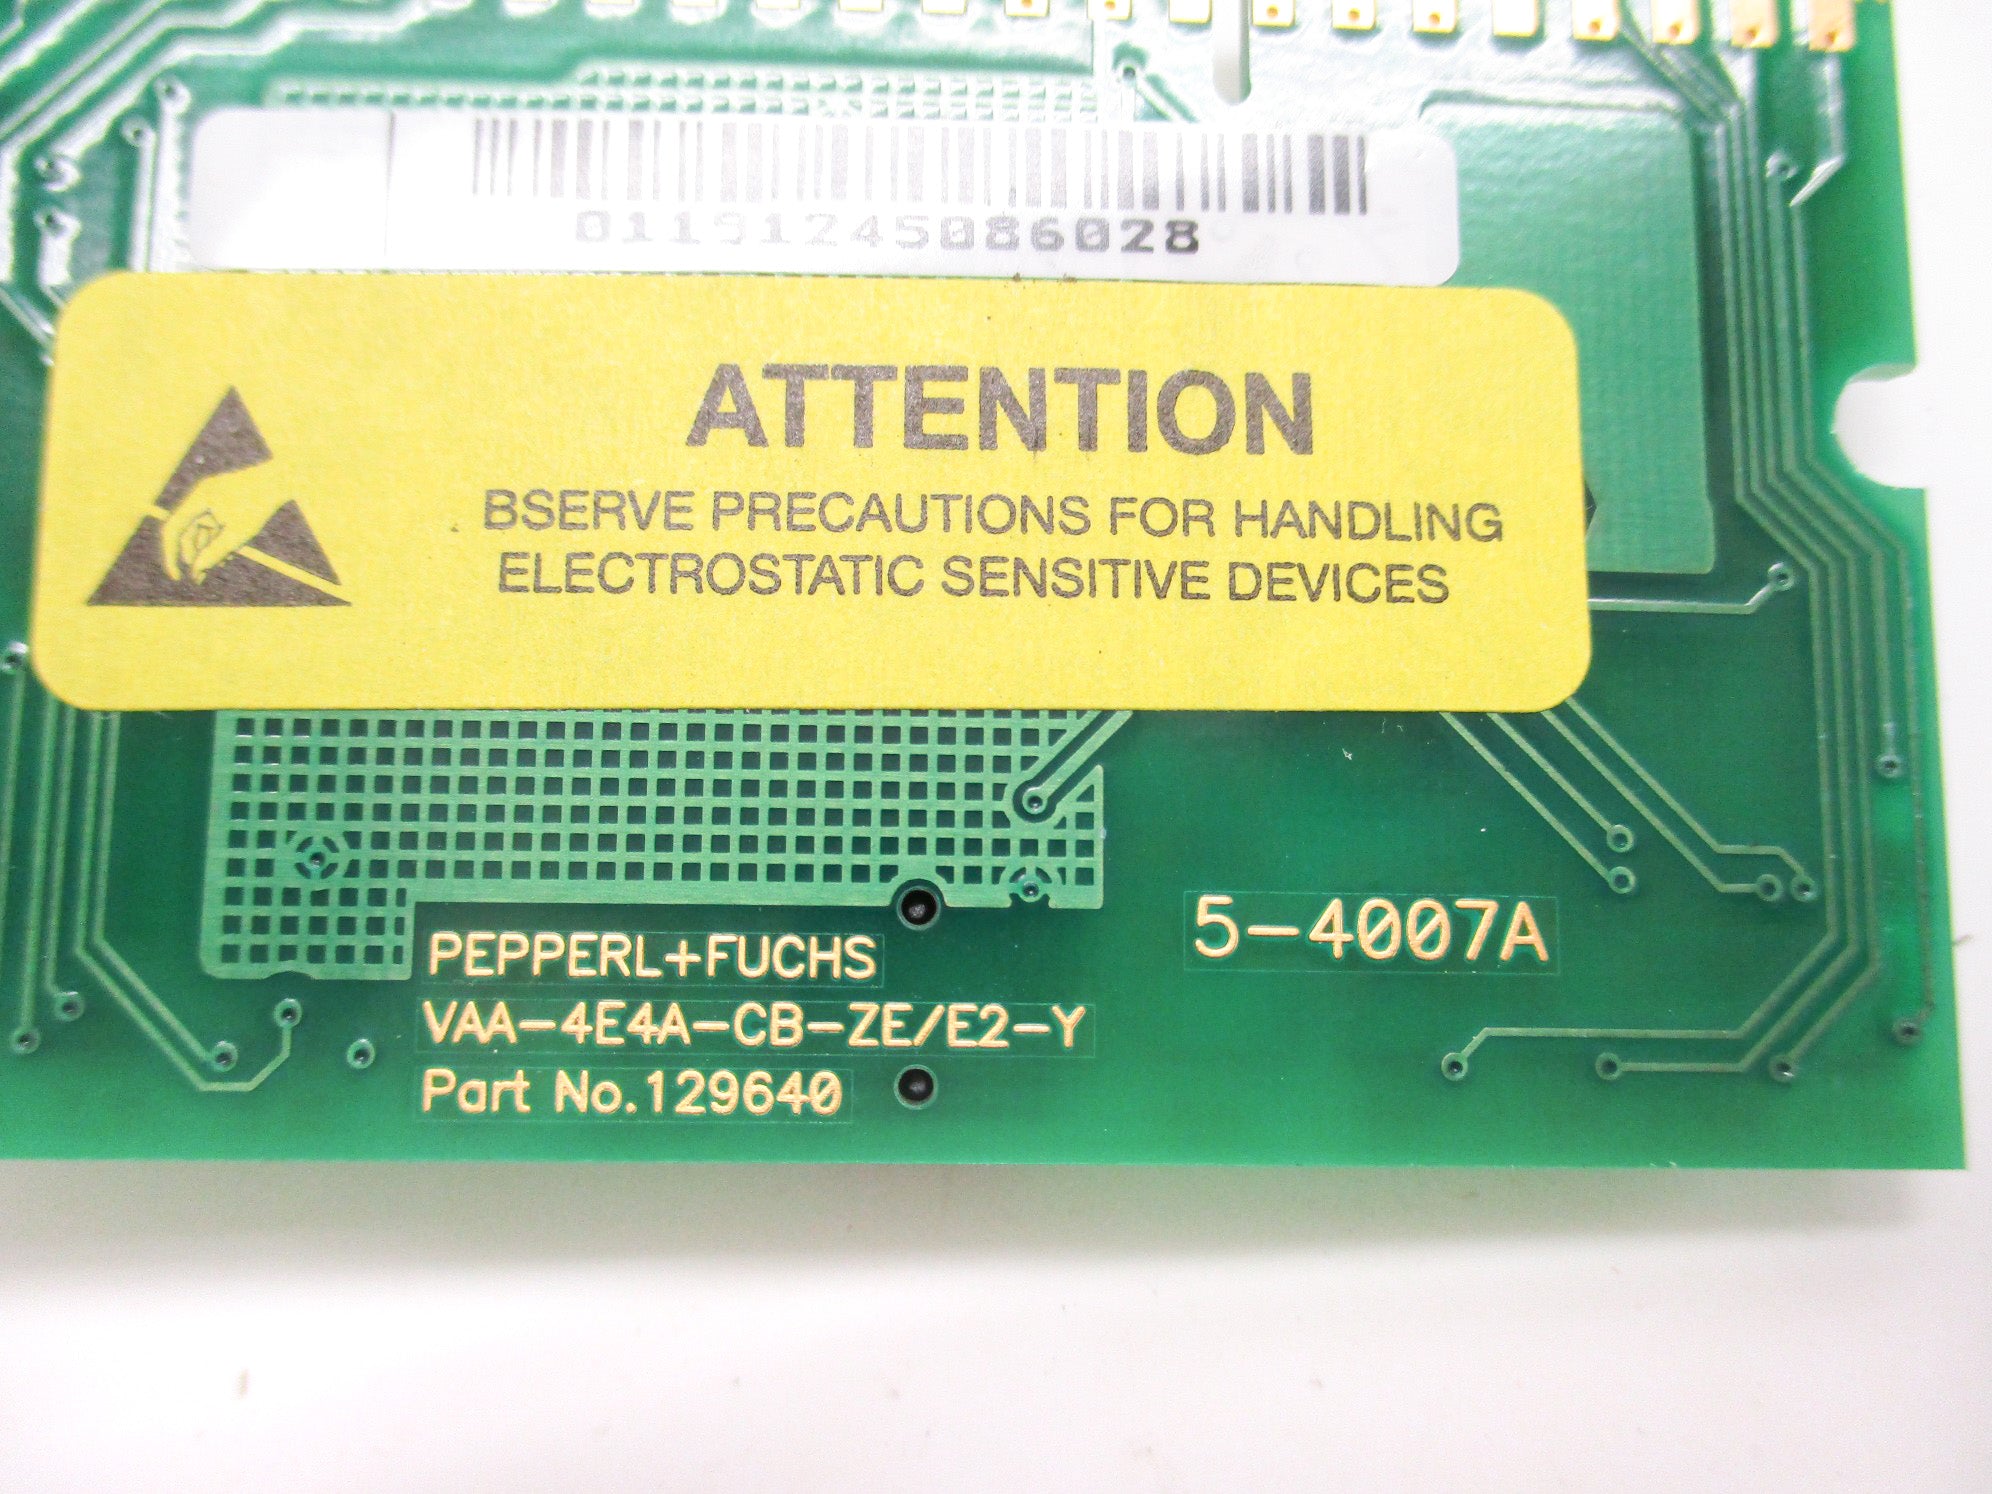 01191245086028
ATTENTION
BSERVE PRECAUTIONS FOR HANDLING
ELECTROSTATIC SENSITIVE DEVICES
PEPPERL+FUCHS
VAA-4E4A-CB-ZE/E2-Y
Part No.129640
5-4007A